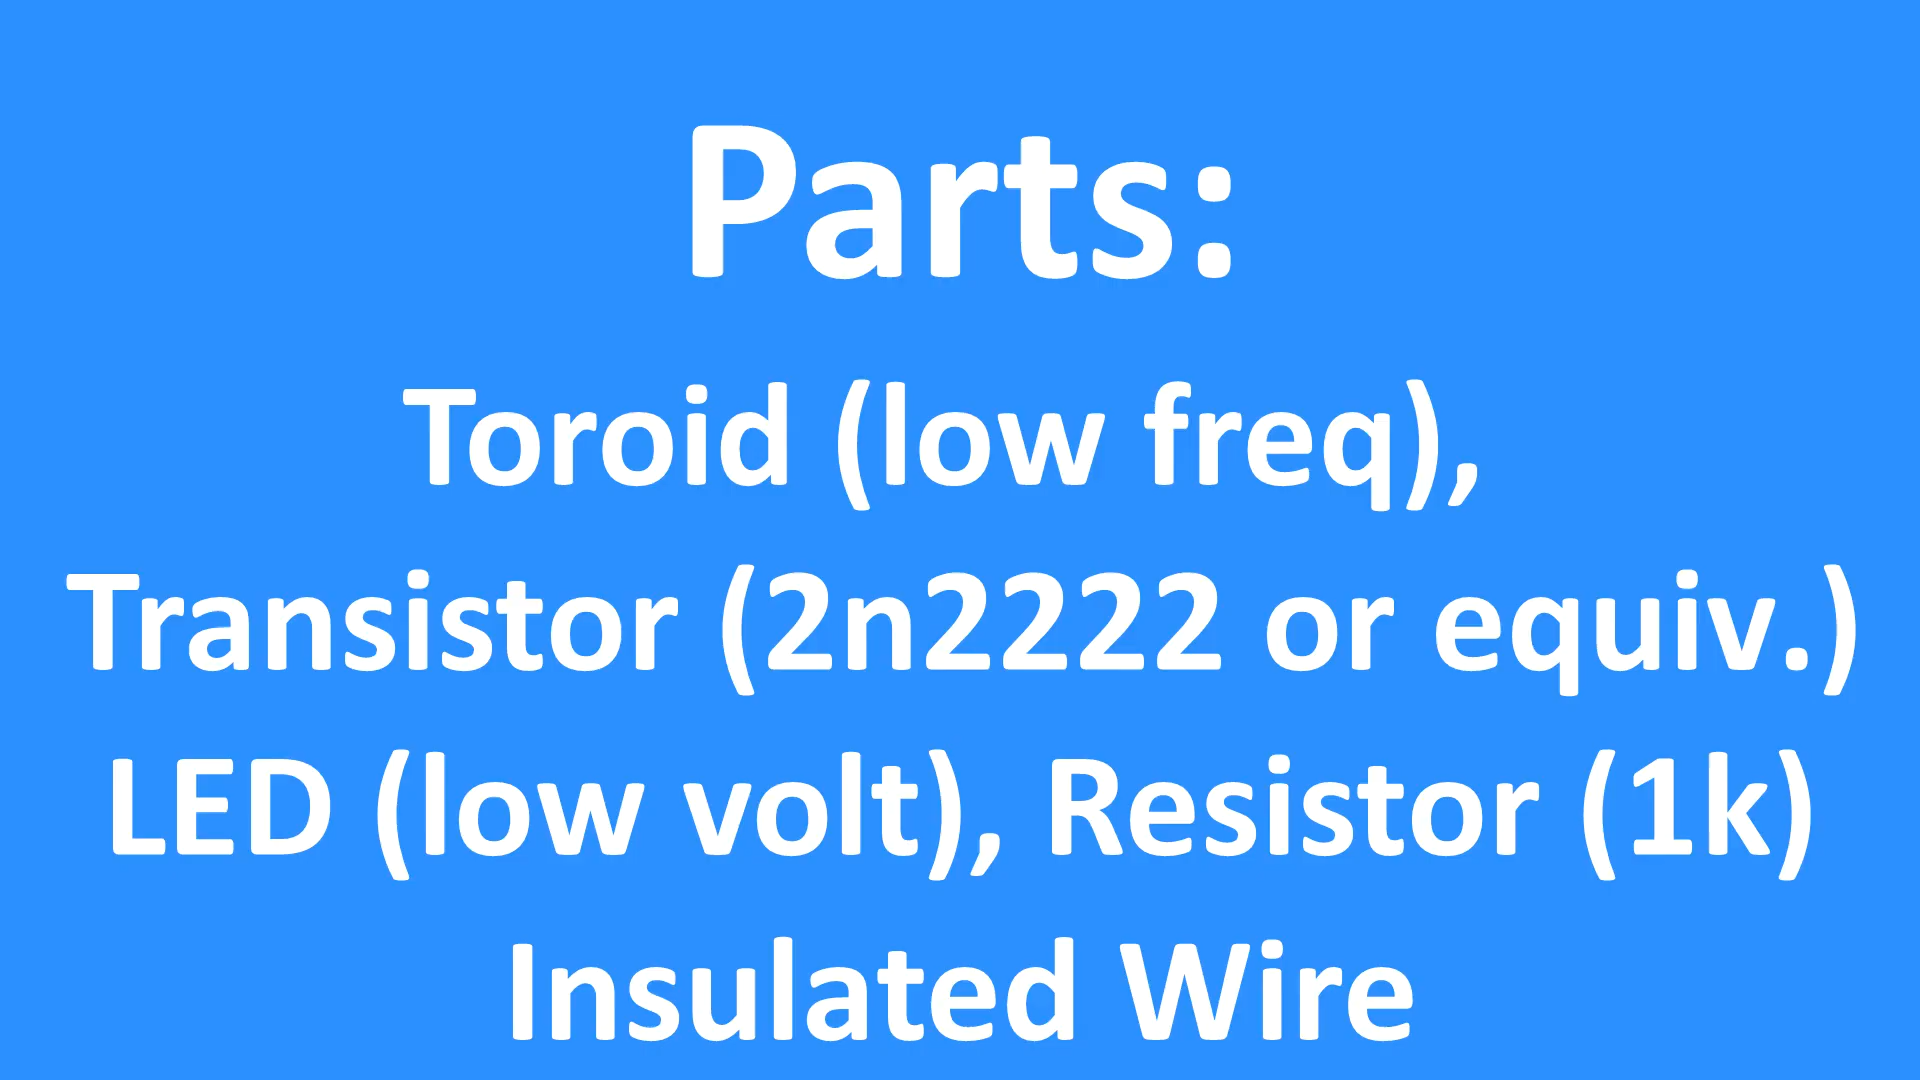 Parts:
Toroid (low freq),
Transistor (2n2222 or equiv.)
LED (low volt), Resistor (1k)
Insulated Wire